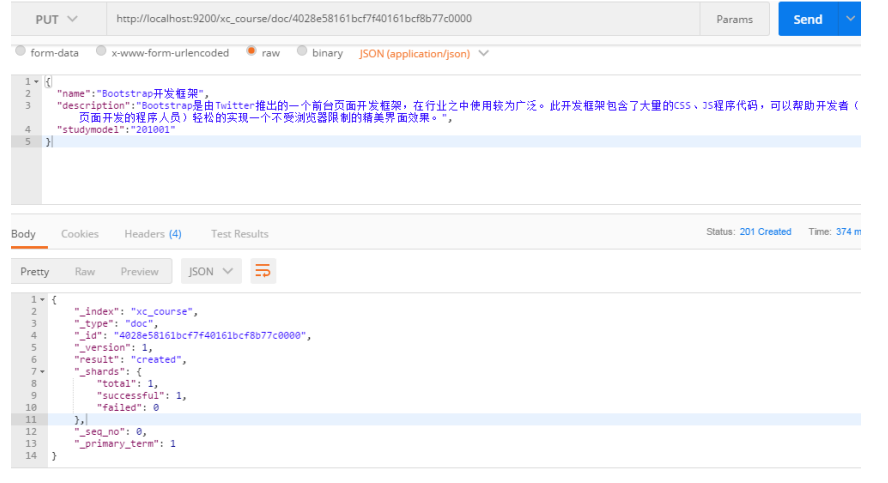 PUT http://localhost:9200/xc_course/doc/4028e58161bcf7f40161bcf8b77c0000 Params Send
form-data x-www-form-urlencoded raw binary JSON (application/json)
1 {
2 "name":"Bootstrap开发框架",
3 "description":"Bootstrap是由Twitter推出的一个前台页面开发框架，在行业之中使用较为广泛。此开发框架包含了大量的CSS、JS程序代码，可以帮助开发者（
页面开发的程序人员）轻松的实现一个不受浏览器限制的精美界面效果。",
4 "studymodel":"201001"
5 }
Body Cookies Headers (4) Test Results Status: 201 Created Time: 374 m
Pretty Raw Preview JSON
1 {
2 "_index": "xc_course",
3 "_type": "doc",
4 "_id": "4028e58161bcf7f40161bcf8b77c0000",
5 "_version": 1,
6 "result": "created",
7 "_shards": {
8 "total": 1,
9 "successful": 1,
10 "failed": 0
11 },
12 "_seq_no": 0,
13 "_primary_term": 1
14 }